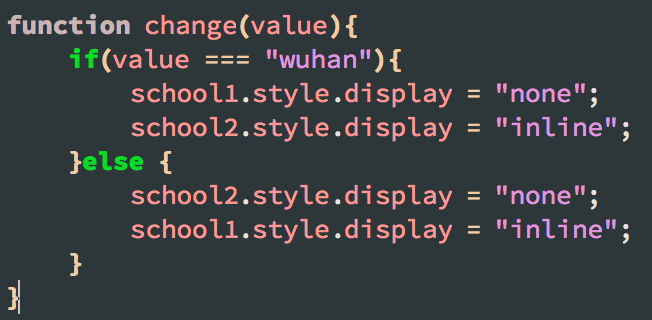 function change(value){
    if(value === "wuhan"){
        school1.style.display = "none";
        school2.style.display = "inline";
    }else {
        school2.style.display = "none";
        school1.style.display = "inline";
    }
}